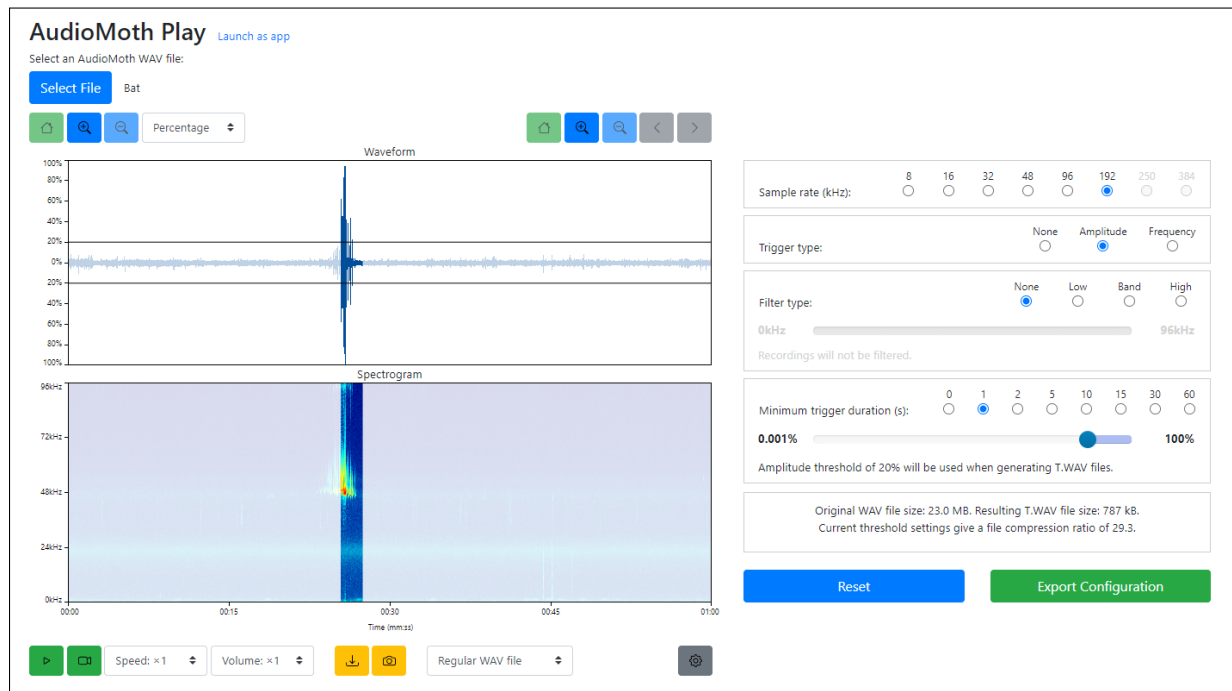 AudioMoth Play Launch as app
Select an AudioMoth WAV file:
Select File Bat
Percentage
Waveform
100%
80%
60%
40%
20%
0%
20%
40%
60%
80%
100%
Spectrogram
96kHz
72kHz
48kHz
24kHz
0kHz
00:00 00:15 00:30 00:45 01:00
Time (mm:ss)
Speed: ×1 Volume: ×1 Regular WAV file
8 16 32 48 96 192 250 384
Sample rate (kHz):
None Amplitude Frequency
Trigger type:
None Low Band High
Filter type:
0kHz 96kHz
Recordings will not be filtered.
0 1 2 5 10 15 30 60
Minimum trigger duration (s):
0.001% 100%
Amplitude threshold of 20% will be used when generating T.WAV files.
Original WAV file size: 23.0 MB. Resulting T.WAV file size: 787 kB.
Current threshold settings give a file compression ratio of 29.3.
Reset Export Configuration